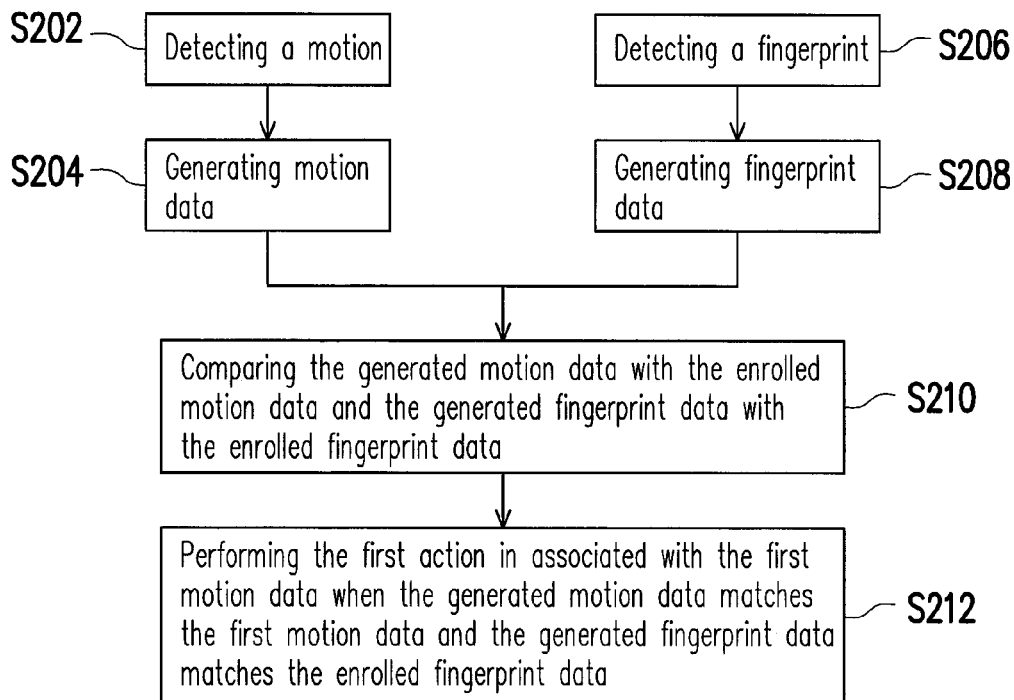 S202
Detecting a motion
Detecting a fingerprint
S206
S204
Generating motion
data
Generating fingerprint
data
S208
Comparing the generated motion data with the enrolled
motion data and the generated fingerprint data with
the enrolled fingerprint data
S210
Performing the first action in associated with the first
motion data when the generated motion data matches
the first motion data and the generated fingerprint data
matches the enrolled fingerprint data
S212